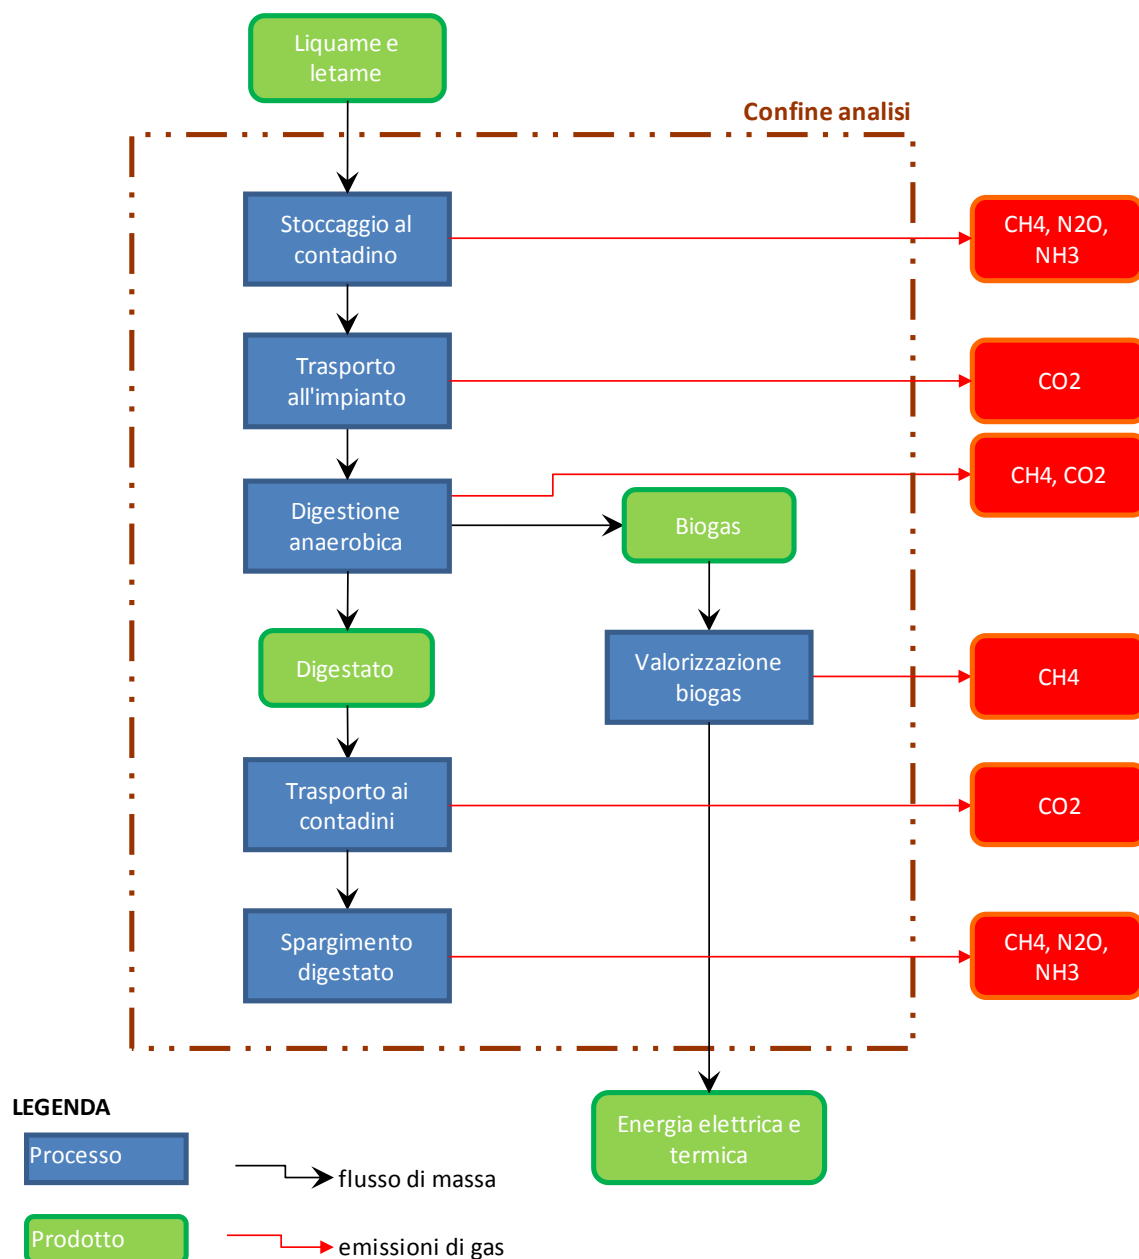 Liquame e
letame
Confine analisi
Stoccaggio al
contadino
CH4, N2O,
NH3
Trasporto
all'impianto
CO2
CH4, CO2
Digestione
anaerobica
Biogas
Digestato
Valorizzazione
biogas
CH4
Trasporto ai
contadini
CO2
Spargimento
digestato
CH4, N2O,
NH3
Energia elettrica e
termica
LEGENDA
Processo
flusso di massa
Prodotto
emissioni di gas